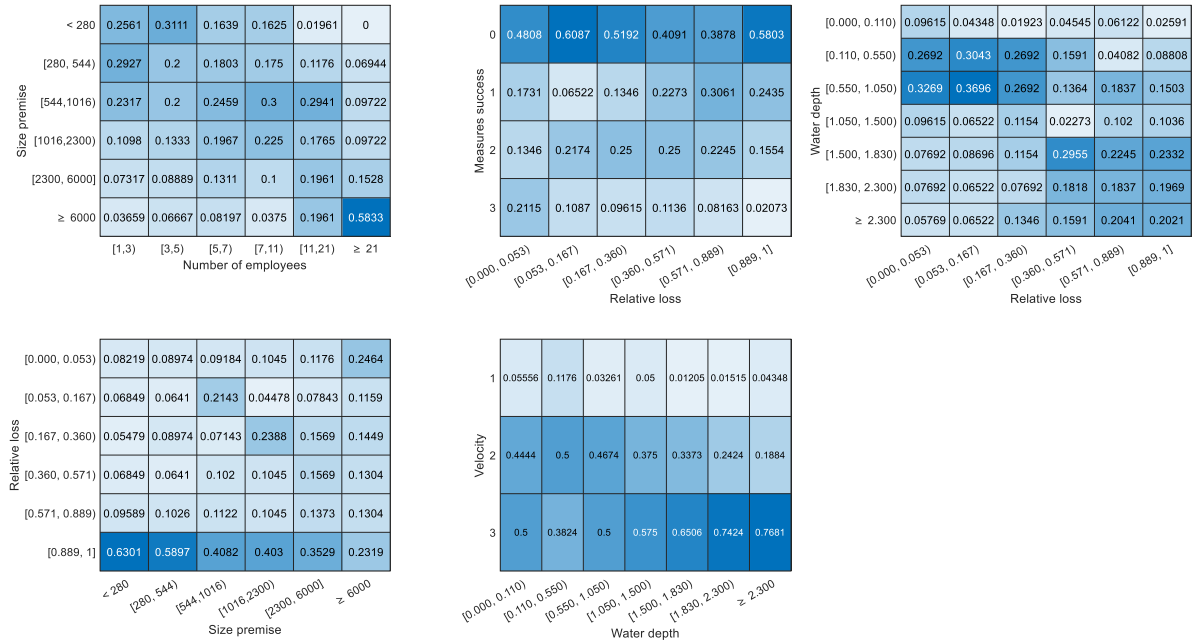 < 280 0.2561 0.3111 0.1639 0.1625 0.01961 0
[280, 544) 0.2927 0.2 0.1803 0.175 0.1176 0.06944
[544,1016) 0.2317 0.2 0.2459 0.3 0.2941 0.09722
[1016,2300) 0.1098 0.1333 0.1967 0.225 0.1765 0.09722
[2300, 6000] 0.07317 0.08889 0.1311 0.1 0.1961 0.1528
≥ 6000 0.03659 0.06667 0.08197 0.0375 0.1961 0.5833
Size premise
[1,3) [3,5) [5,7) [7,11) [11,21) ≥ 21
Number of employees
0 0.4808 0.6087 0.5192 0.4091 0.3878 0.5803
1 0.1731 0.06522 0.1346 0.2273 0.3061 0.2435
2 0.1346 0.2174 0.25 0.25 0.2245 0.1554
3 0.2115 0.1087 0.09615 0.1136 0.08163 0.02073
Measures success
[0.000, 0.053) [0.053, 0.167) [0.167, 0.360) [0.360, 0.571) [0.571, 0.889) [0.889, 1]
Relative loss
[0.000, 0.110) 0.09615 0.04348 0.01923 0.04545 0.06122 0.02591
[0.110, 0.550) 0.2692 0.3043 0.2692 0.1591 0.04082 0.08808
[0.550, 1.050) 0.3269 0.3696 0.2692 0.1364 0.1837 0.1503
[1.050, 1.500) 0.09615 0.06522 0.1154 0.02273 0.102 0.1036
[1.500, 1.830) 0.07692 0.08696 0.1154 0.2955 0.2245 0.2332
[1.830, 2.300) 0.07692 0.06522 0.07692 0.1818 0.1837 0.1969
≥ 2.300 0.05769 0.06522 0.1346 0.1591 0.2041 0.2021
Water depth
[0.000, 0.053) [0.053, 0.167) [0.167, 0.360) [0.360, 0.571) [0.571, 0.889) [0.889, 1]
Relative loss
[0.000, 0.053) 0.08219 0.08974 0.09184 0.1045 0.1176 0.2464
[0.053, 0.167) 0.06849 0.0641 0.2143 0.04478 0.07843 0.1159
[0.167, 0.360) 0.05479 0.08974 0.07143 0.2388 0.1569 0.1449
[0.360, 0.571) 0.06849 0.0641 0.102 0.1045 0.1569 0.1304
[0.571, 0.889) 0.09589 0.1026 0.1122 0.1045 0.1373 0.1304
[0.889, 1] 0.6301 0.5897 0.4082 0.403 0.3529 0.2319
Relative loss
< 280 [280, 544) [544,1016) [1016,2300) [2300, 6000] ≥ 6000
Size premise
1 0.05556 0.1176 0.03261 0.05 0.01205 0.01515 0.04348
2 0.4444 0.5 0.4674 0.375 0.3373 0.2424 0.1884
3 0.5 0.3824 0.5 0.575 0.6506 0.7424 0.7681
Velocity
[0.000, 0.110) [0.110, 0.550) [0.550, 1.050) [1.050, 1.500) [1.500, 1.830) [1.830, 2.300) ≥ 2.300
Water depth